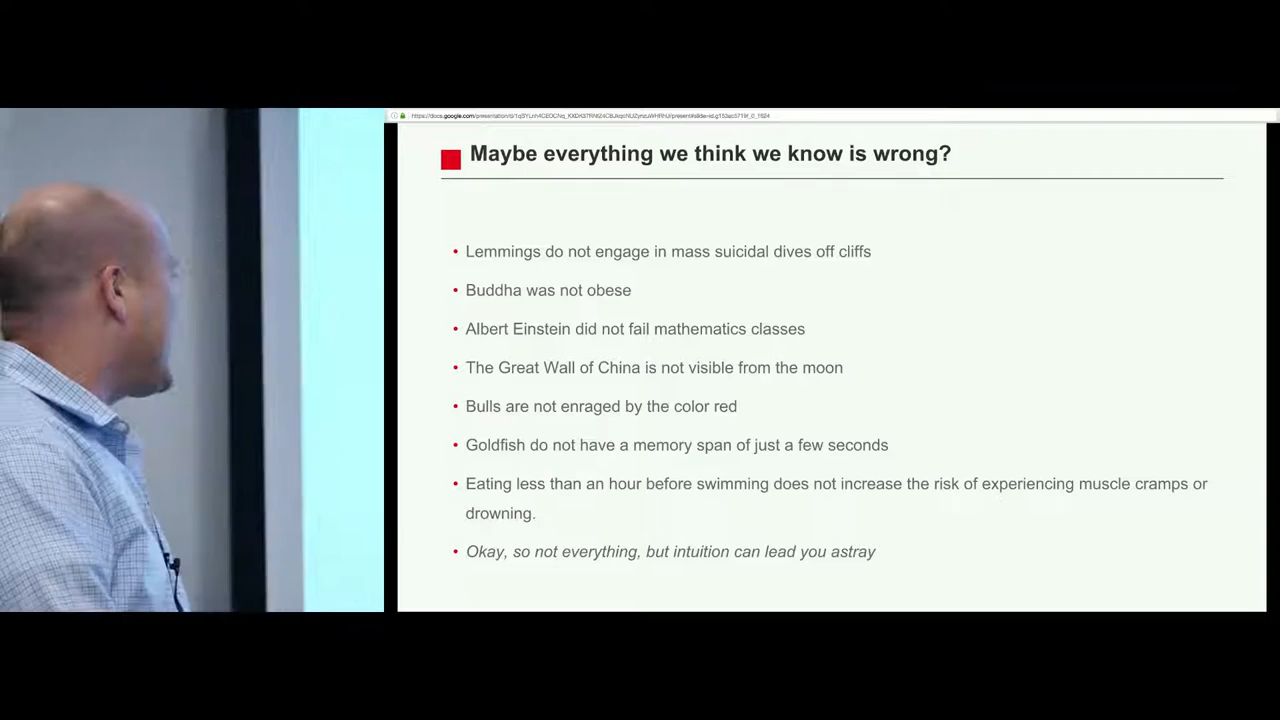 Maybe everything we think we know is wrong?
• Lemmings do not engage in mass suicidal dives off cliffs
• Buddha was not obese
• Albert Einstein did not fail mathematics classes
• The Great Wall of China is not visible from the moon
• Bulls are not enraged by the color red
• Goldfish do not have a memory span of just a few seconds
• Eating less than an hour before swimming does not increase the risk of experiencing muscle cramps or
drowning.
• Okay, so not everything, but intuition can lead you astray